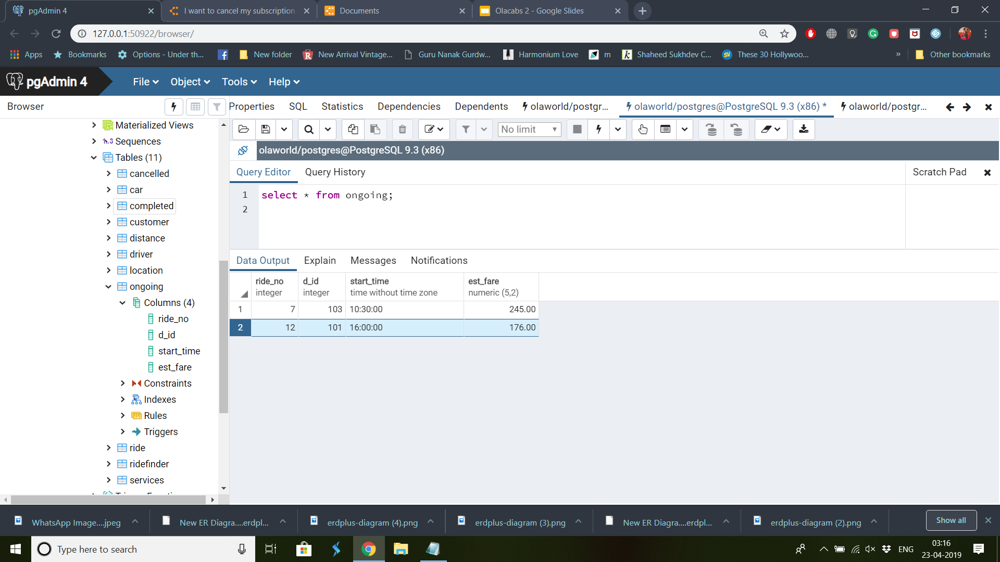 pgAdmin 4
I want to cancel my subscription
Documents
Olacabs 2 - Google Slides
127.0.0.1:50922/browser/
Apps
Bookmarks
Options - Under th...
New folder
New Arrival Vintage...
Guru Nanak Gurdw...
Harmonium Love
m
Shaheed Sukhdev C...
These 30 Hollywoo...
»
Other bookmarks
pgAdmin 4
File
Object
Tools
Help
Browser
Properties
SQL
Statistics
Dependencies
Dependents
olaworld/postgr...
olaworld/postgres@PostgreSQL 9.3 (x86) *
olaworld/postgr...
Materialized Views
1..3 Sequences
Tables (11)
cancelled
car
completed
customer
distance
driver
location
ongoing
Columns (4)
ride_no
d_id
start_time
est_fare
Constraints
Indexes
Rules
Triggers
ride
ridefinder
services
No limit
olaworld/postgres@PostgreSQL 9.3 (x86)
Query Editor
Query History
Scratch Pad
1 select * from ongoing;
2
Data Output
Explain
Messages
Notifications
ride_no integer
d_id integer
start_time time without time zone
est_fare numeric (5,2)
1 7 103 10:30:00 245.00
2 12 101 16:00:00 176.00
WhatsApp Image....jpeg
New ER Diagra....erdpl...
erdplus-diagram (4).png
erdplus-diagram (3).png
New ER Diagra....erdpl...
erdplus-diagram (2).png
Show all
Type here to search
ENG
03:16
23-04-2019